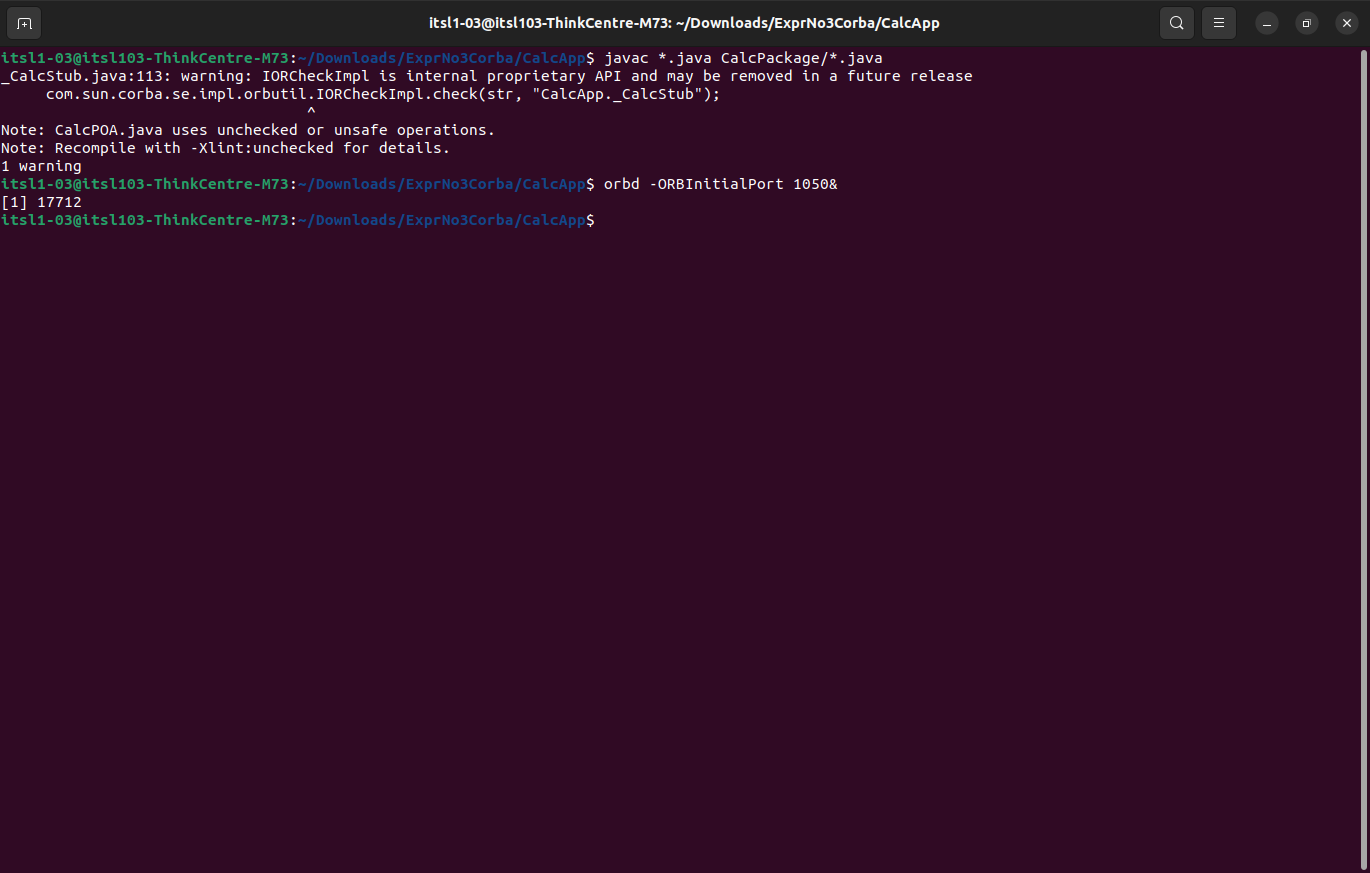 itsl1-03@itsl103-ThinkCentre-M73: ~/Downloads/ExprNo3Corba/CalcApp
itsl1-03@itsl103-ThinkCentre-M73:~/Downloads/ExprNo3Corba/CalcApp$ javac *.java CalcPackage/*.java
_CalcStub.java:113: warning: IORCheckImpl is internal proprietary API and may be removed in a future release
     com.sun.corba.se.impl.orbutil.IORCheckImpl.check(str, "CalcApp._CalcStub");
                                  ^
Note: CalcPOA.java uses unchecked or unsafe operations.
Note: Recompile with -Xlint:unchecked for details.
1 warning
itsl1-03@itsl103-ThinkCentre-M73:~/Downloads/ExprNo3Corba/CalcApp$ orbd -ORBInitialPort 1050&
[1] 17712
itsl1-03@itsl103-ThinkCentre-M73:~/Downloads/ExprNo3Corba/CalcApp$